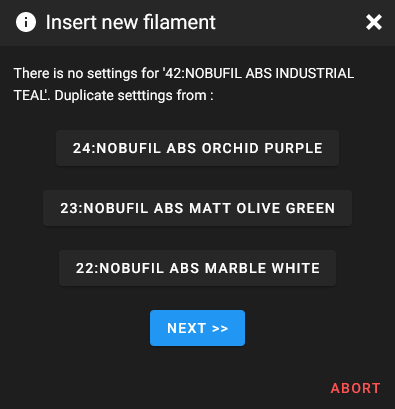 Insert new filament
There is no settings for '42:NOBUFIL ABS INDUSTRIAL
TEAL'. Duplicate setttings from :
24:NOBUFIL ABS ORCHID PURPLE
23:NOBUFIL ABS MATT OLIVE GREEN
22:NOBUFIL ABS MARBLE WHITE
NEXT >>
ABORT